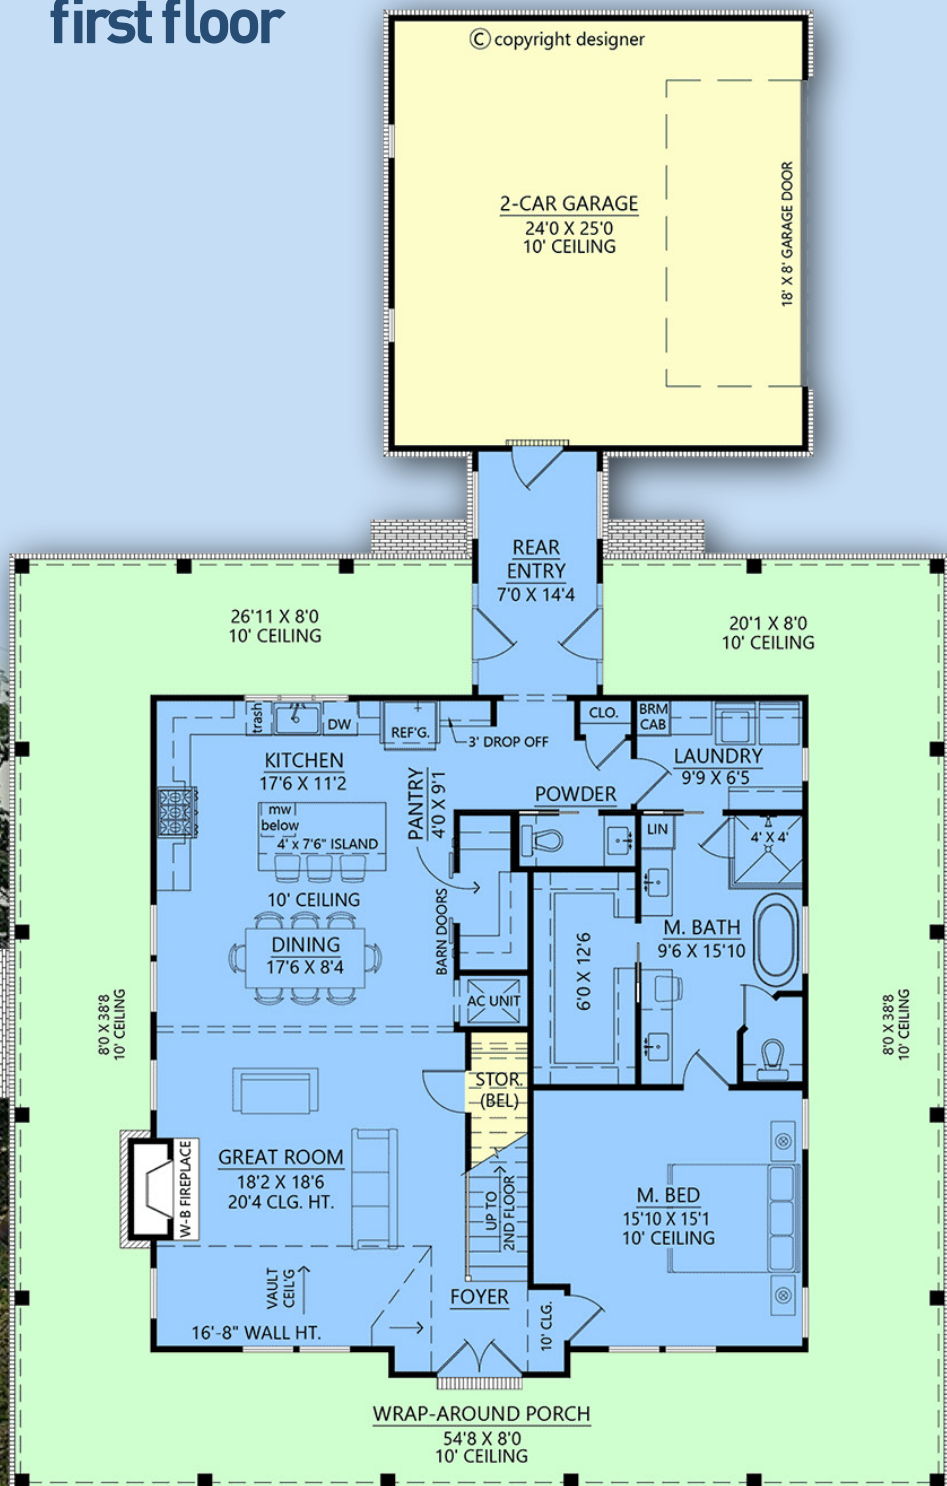 first floor
© copyright designer
2-CAR GARAGE
24'0 X 25'0
10' CEILING
18' X 8' GARAGE DOOR
REAR
ENTRY
7'0 X 14'4
26'11 X 8'0
10' CEILING
20'1 X 8'0
10' CEILING
trash
DW
REF'G.
3' DROP OFF
CLO.
BRM
CAB
KITCHEN
17'6 X 11'2
LAUNDRY
9'9 X 6'5
PANTRY
4'0 X 9'1
POWDER
mw
below
4' x 7'6" ISLAND
LIN
4' X 4'
10' CEILING
BARN DOORS
DINING
17'6 X 8'4
M. BATH
9'6 X 15'10
6'0 X 12'6
AC UNIT
8'0 X 38'8
10' CEILING
8'0 X 38'8
10' CEILING
STOR.
(BEL)
GREAT ROOM
18'2 X 18'6
20'4 CLG. HT.
W-B FIREPLACE
UP TO
2ND FLOOR
M. BED
15'10 X 15'1
10' CEILING
VAULT
CEIL'G
FOYER
10' CLG.
16'-8" WALL HT.
WRAP-AROUND PORCH
54'8 X 8'0
10' CEILING